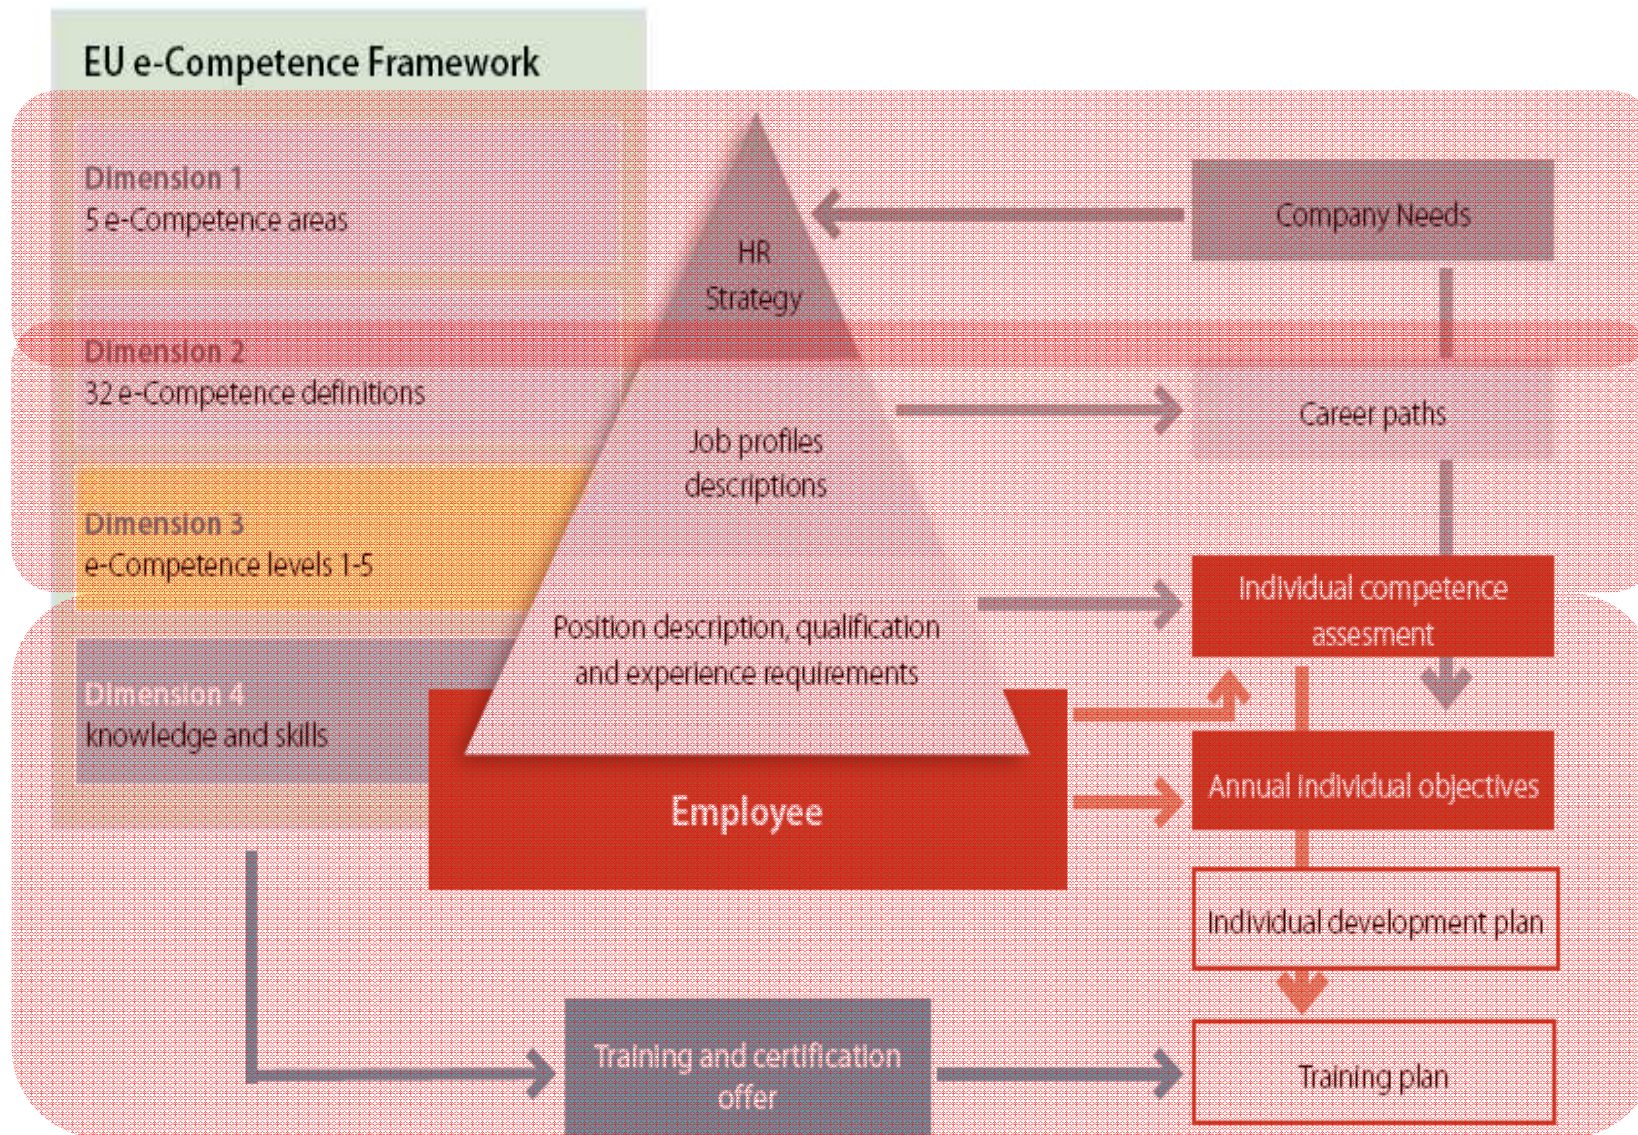 EU e-Competence Framework
Dimension 1
5 e-Competence areas
Dimension 2
32 e-Competence definitions
Dimension 3
e-Competence levels 1-5
Dimension 4
knowledge and skills
HR
Strategy
Job profiles
descriptions
Position description, qualification
and experience requirements
Employee
Company Needs
Career paths
Individual competence
assesment
Annual individual objectives
Individual development plan
Training and certification
offer
Training plan